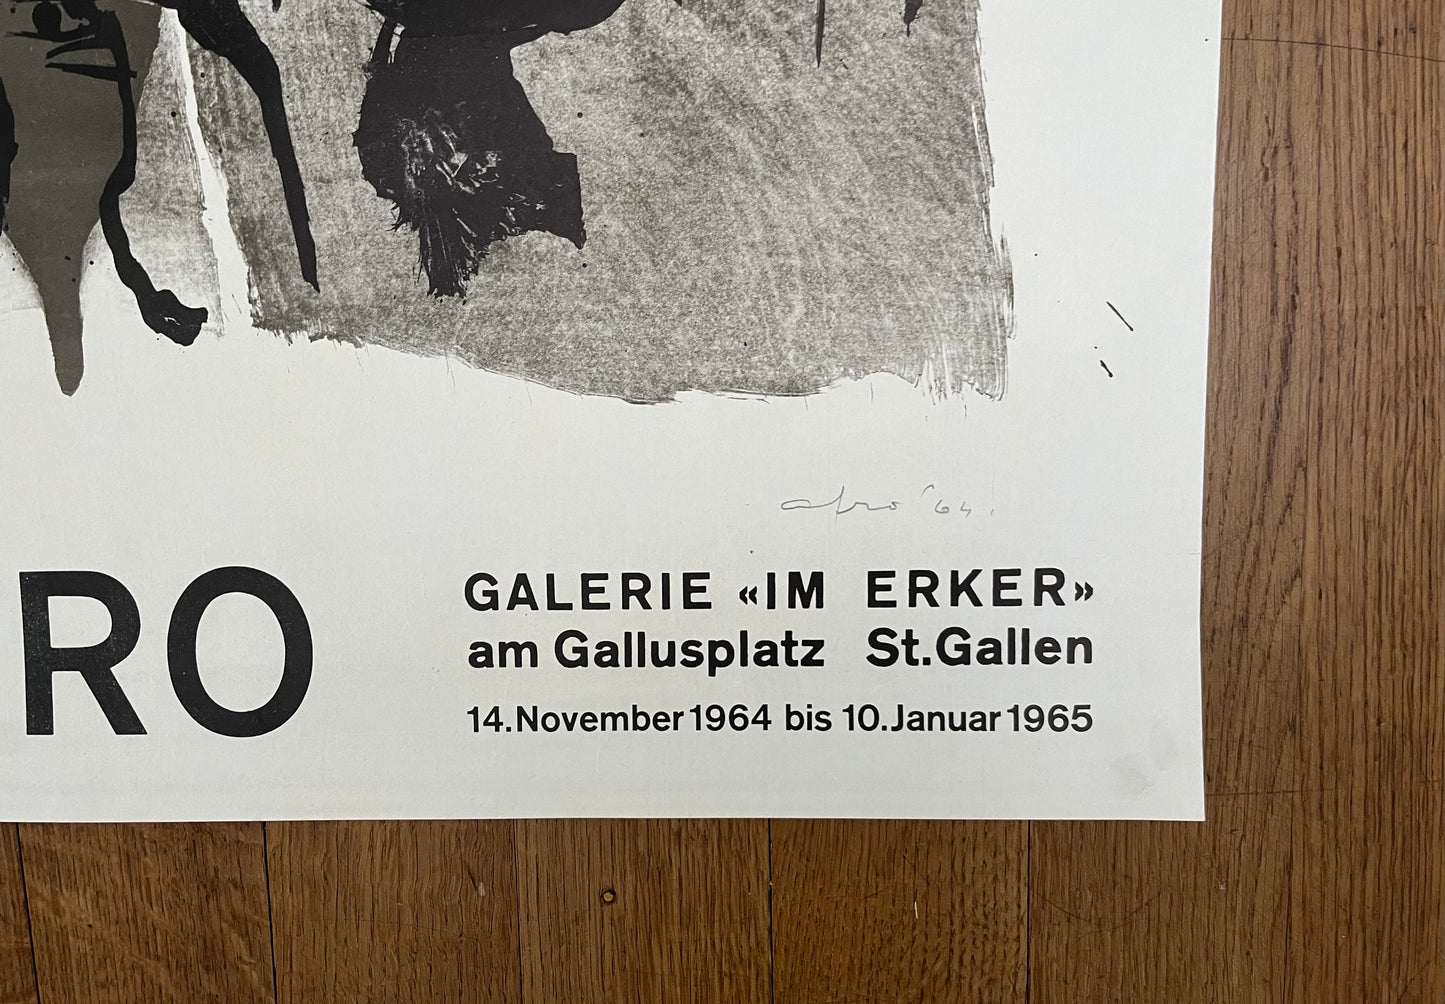 afro '64.
RO
GALERIE «IM ERKER»
am Gallusplatz St. Gallen
14. November 1964 bis 10. Januar 1965